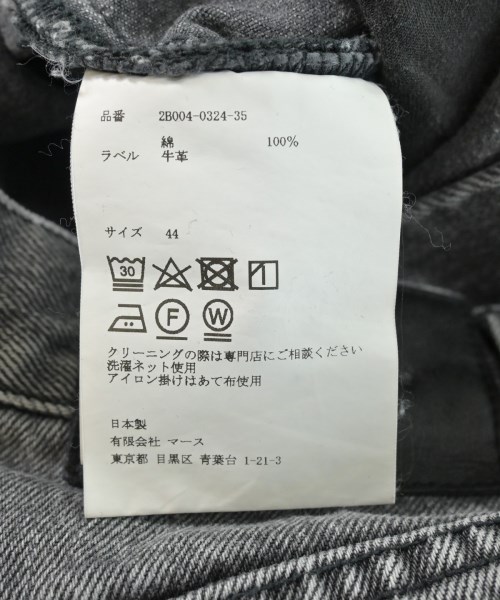 品番 2B004-0324-35
綿 100%
ラベル 牛革
サイズ 44
30
F W
クリーニングの際は専門店にご相談ください
洗濯ネット使用
アイロン掛けはあて布使用
日本製
有限会社 マース
東京都 目黒区 青葉台 1-21-3